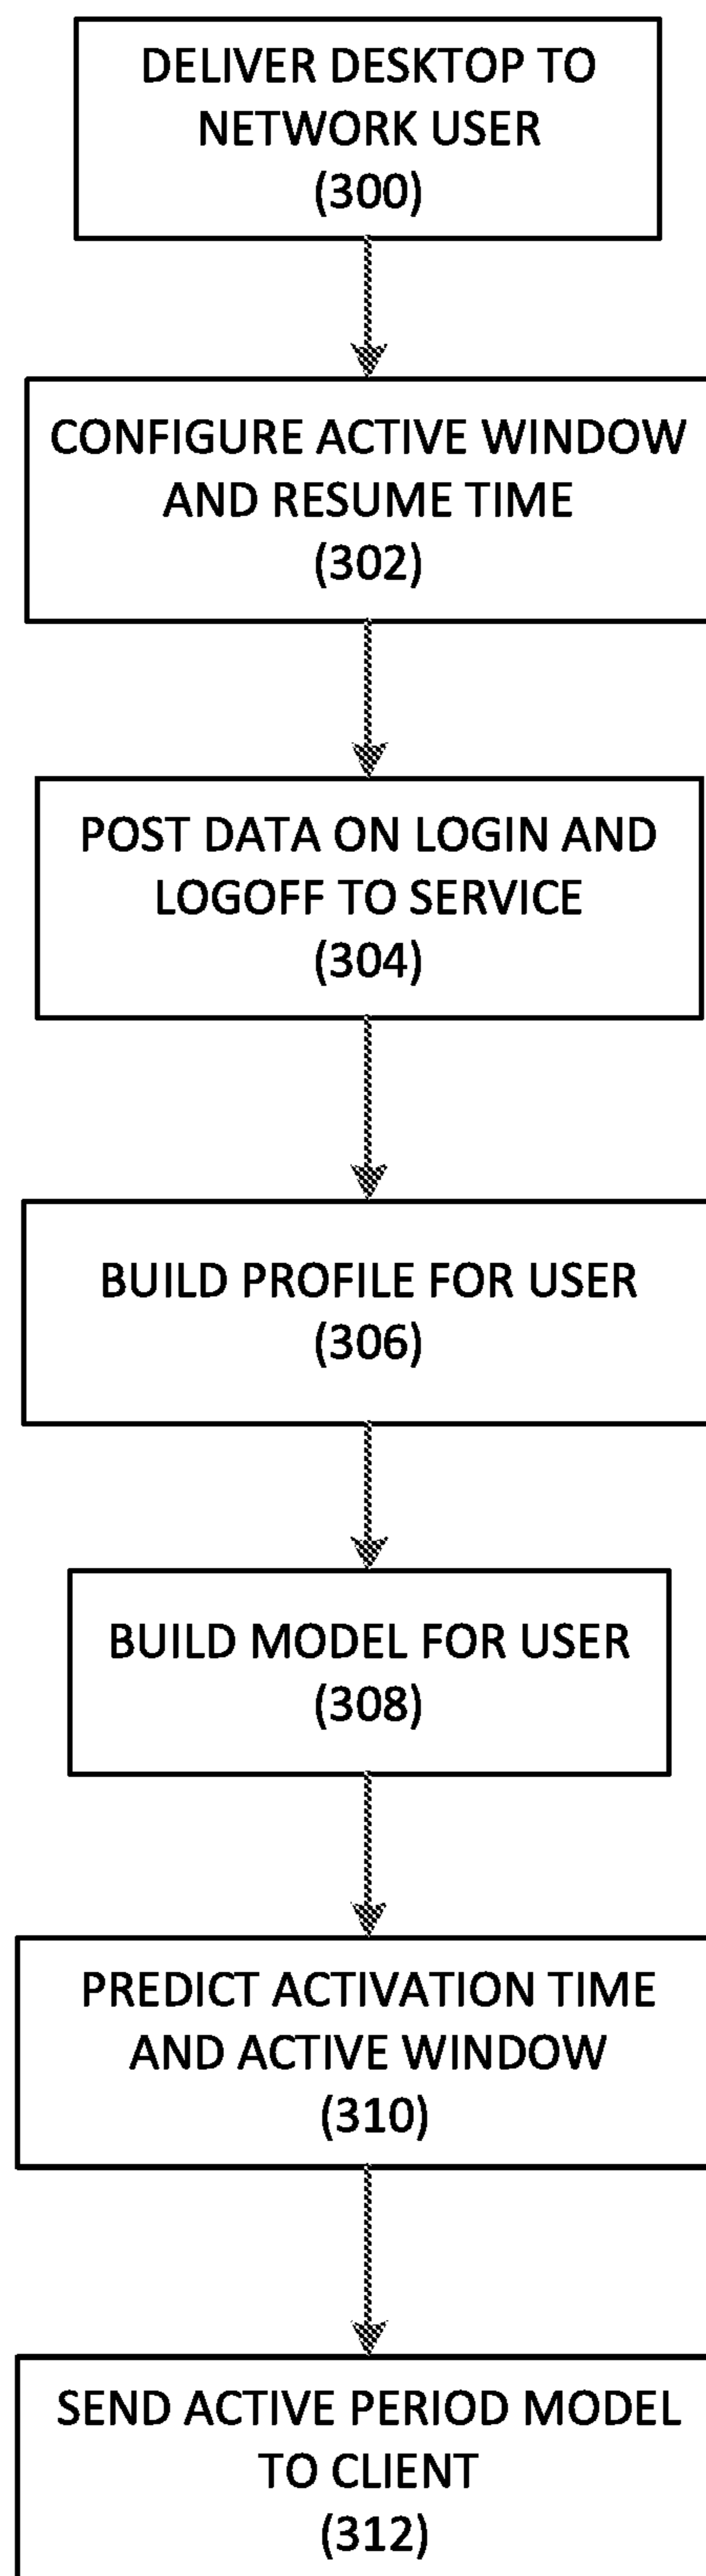 DELIVER DESKTOP TO
NETWORK USER
(300)
CONFIGURE ACTIVE WINDOW
AND RESUME TIME
(302)
POST DATA ON LOGIN AND
LOGOFF TO SERVICE
(304)
BUILD PROFILE FOR USER
(306)
BUILD MODEL FOR USER
(308)
PREDICT ACTIVATION TIME
AND ACTIVE WINDOW
(310)
SEND ACTIVE PERIOD MODEL
TO CLIENT
(312)